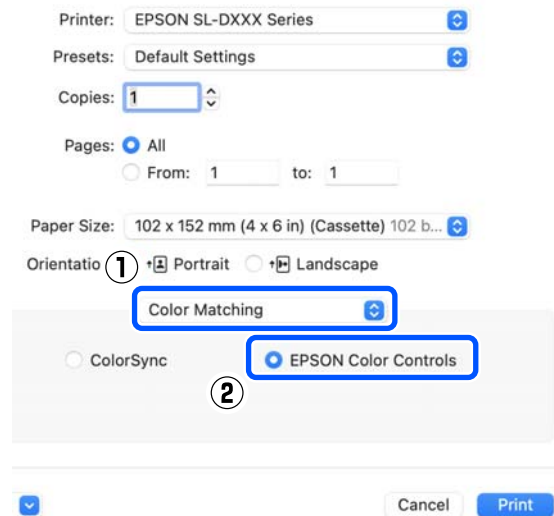 Printer: EPSON SL-DXXX Series
Presets: Default Settings
Copies: 1
Pages: All
From: 1 to: 1
Paper Size: 102 x 152 mm (4 x 6 in) (Cassette) 102 b...
Orientatio ① Portrait Landscape
Color Matching
ColorSync EPSON Color Controls
②
Cancel Print